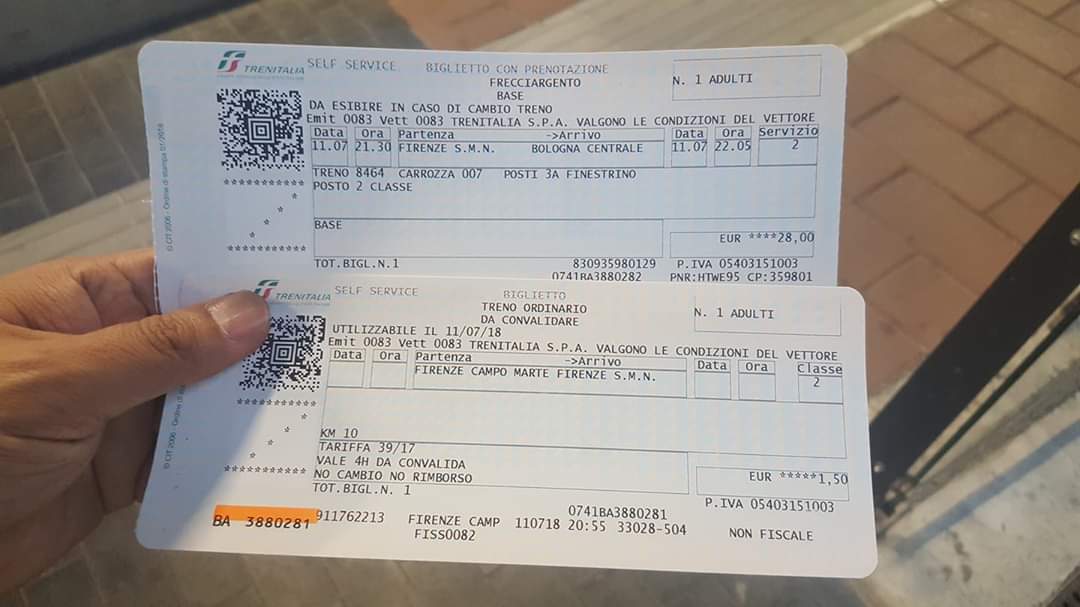 TRENITALIA SELF SERVICE BIGLIETTO CON PRENOTAZIONE
N. 1 ADULTI
FRECCIARGENTO
BASE
DA ESIBIRE IN CASO DI CAMBIO TRENO
Emit 0083 Vett 0083 TRENITALIA S.P.A. VALGONO LE CONDIZIONI DEL VETTORE
Data Ora Partenza ->Arrivo Data Ora Servizio
11.07 21.30 FIRENZE S.M.N. BOLOGNA CENTRALE 11.07 22.05 2
TRENO 8464 CARROZZA 007 POSTI 3A FINESTRINO
POSTO 2 CLASSE
BASE
EUR ****28,00
TOT.BIGL.N.1 830935980129 P.IVA 05403151003
0741BA3880282 PNR:HTWE95 CP:359801
TRENITALIA SELF SERVICE BIGLIETTO
N. 1 ADULTI
TRENO ORDINARIO
DA CONVALIDARE
UTILIZZABILE IL 11/07/18
Emit 0083 Vett 0083 TRENITALIA S.P.A. VALGONO LE CONDIZIONI DEL VETTORE
Data Ora Partenza ->Arrivo Data Ora Classe
FIRENZE CAMPO MARTE FIRENZE S.M.N. 2
KM 10
TARIFFA 39/17
VALE 4H DA CONVALIDA
NO CAMBIO NO RIMBORSO
EUR *****1,50
TOT.BIGL.N. 1
P.IVA 05403151003
0741BA3880281
BA 3880281 911762213 FIRENZE CAMP 110718 20:55 33028-504 NON FISCALE
FISS0082